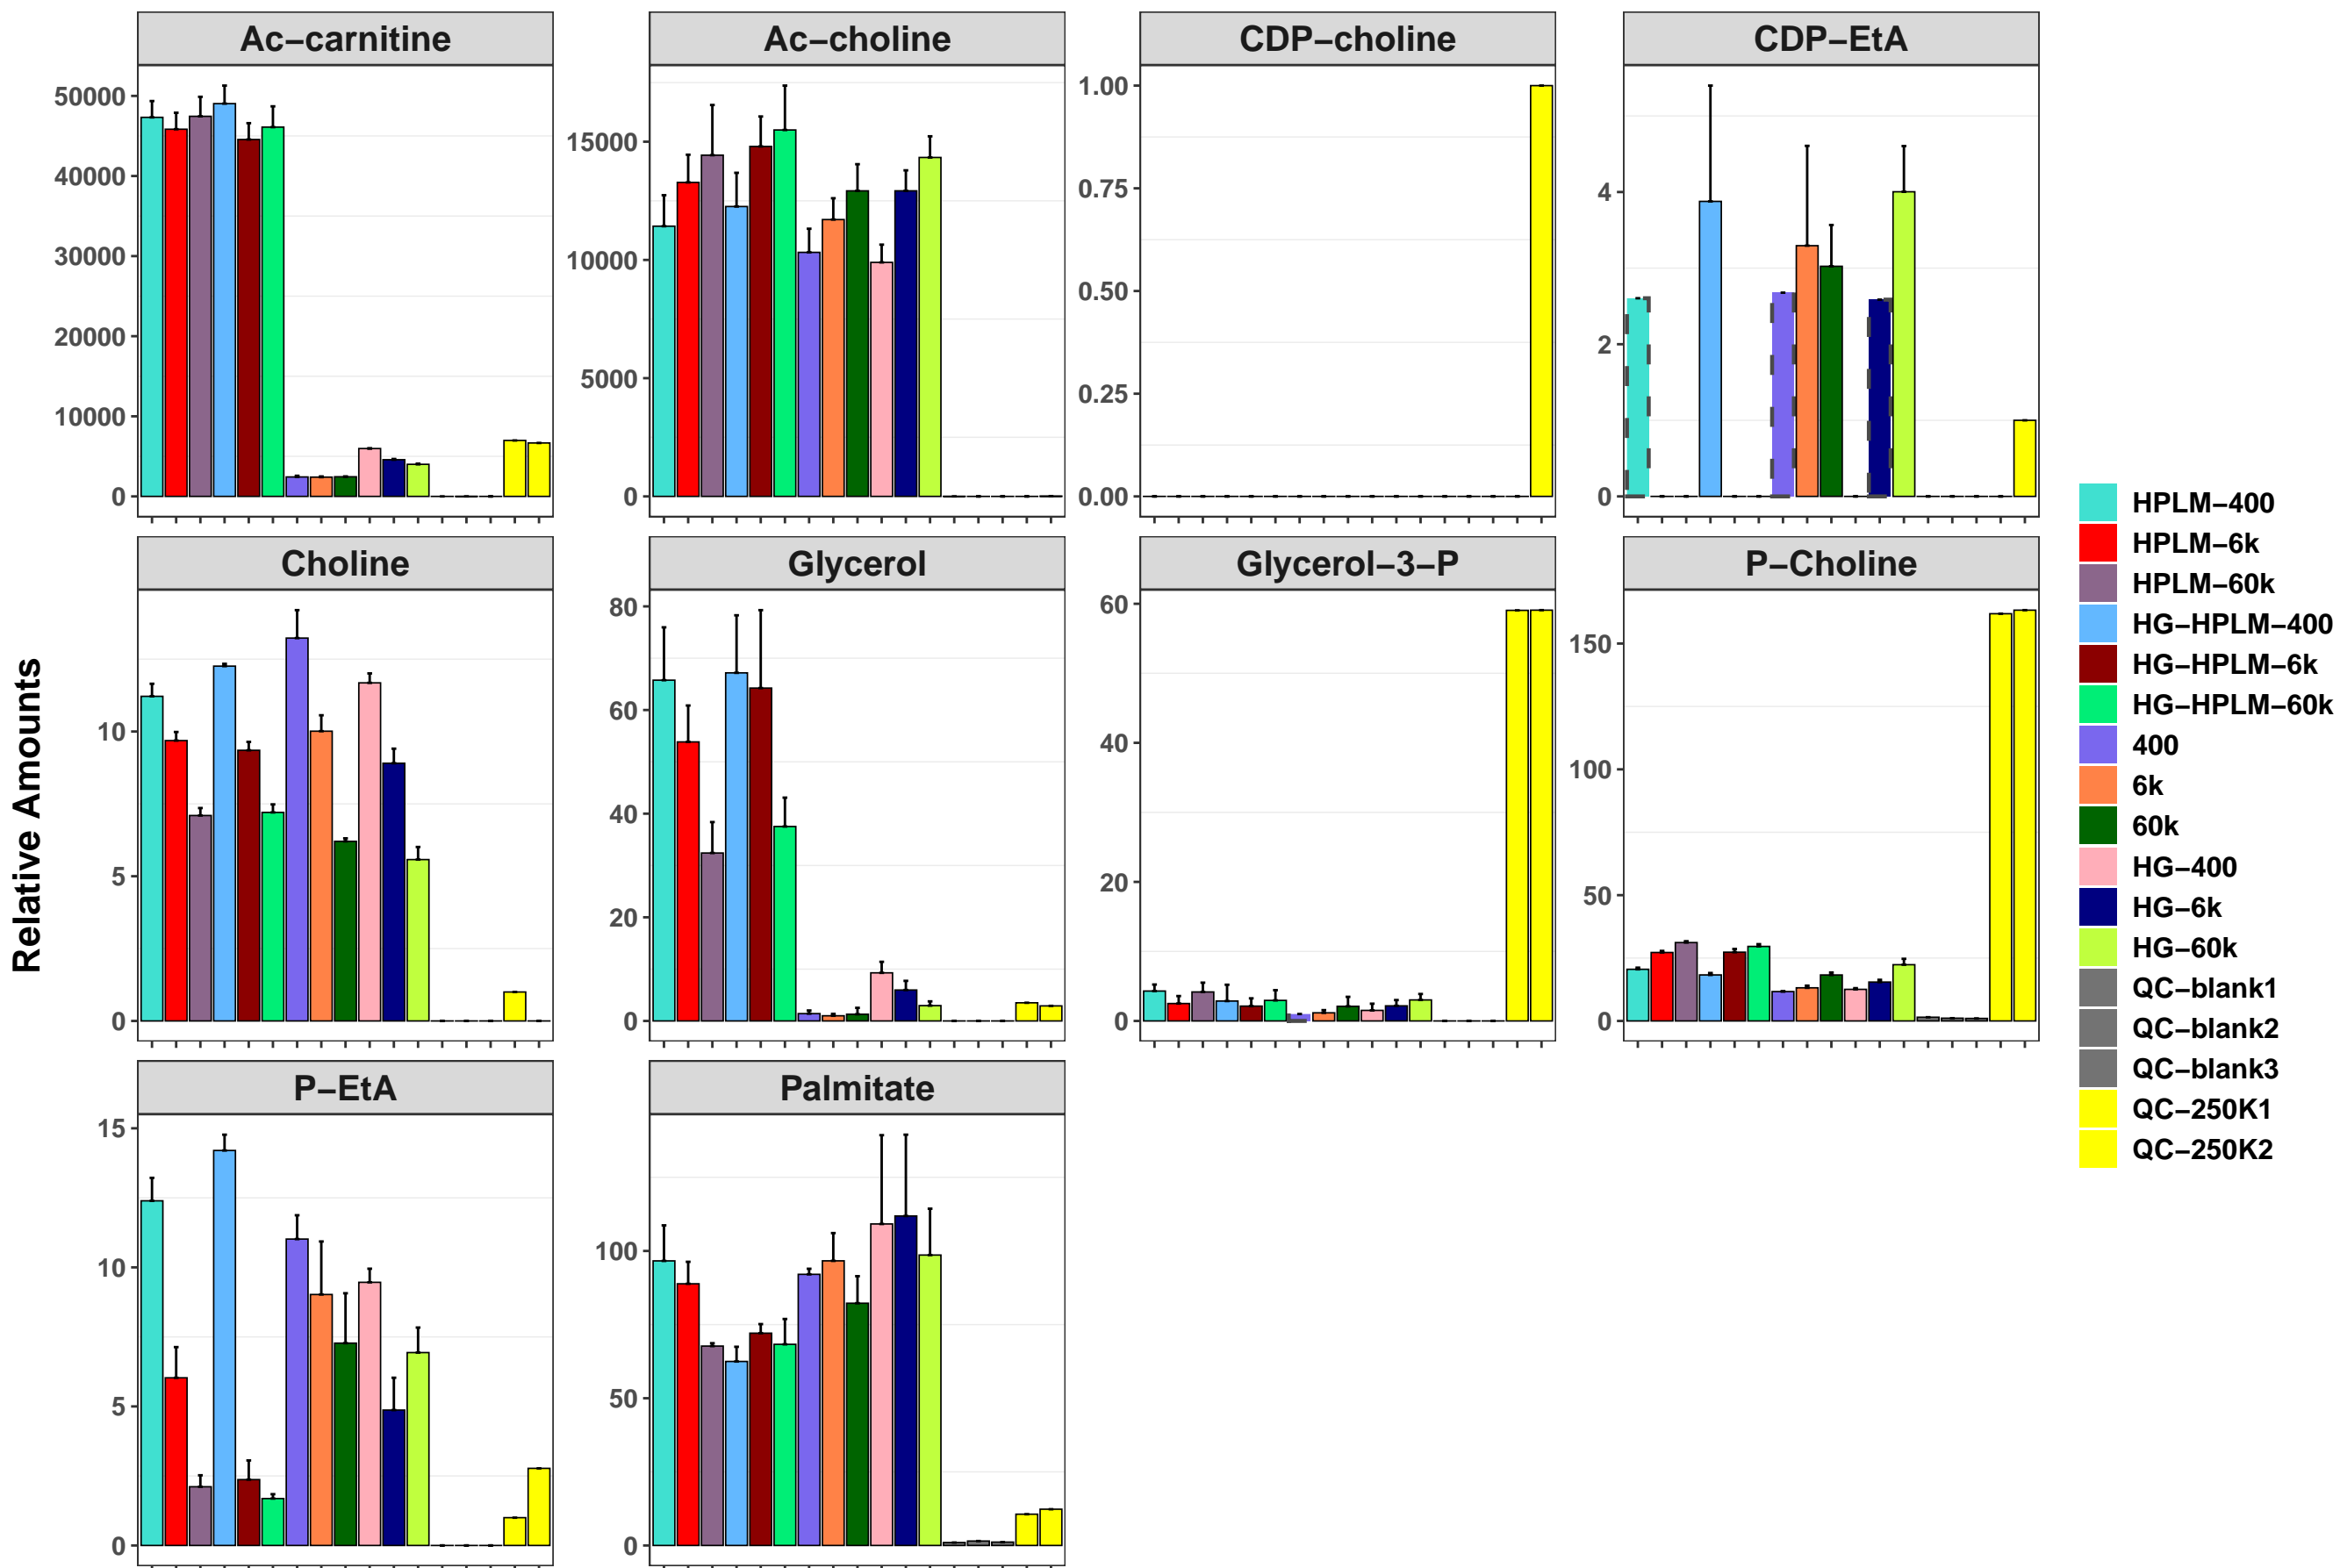 Ac−carnitine
Ac−choline
CDP−choline
CDP−EtA
50000
40000
30000
20000
10000
0
15000
10000
5000
0
1.00
0.75
0.50
0.25
0.00
4
2
0
Choline
Glycerol
Glycerol−3−P
P−Choline
10
5
0
80
60
40
20
0
60
40
20
0
150
100
50
0
P−EtA
Palmitate
15
10
5
0
100
50
0
Relative Amounts
HPLM−400
HPLM−6k
HPLM−60k
HG−HPLM−400
HG−HPLM−6k
HG−HPLM−60k
400
6k
60k
HG−400
HG−6k
HG−60k
QC−blank1
QC−blank2
QC−blank3
QC−250K1
QC−250K2